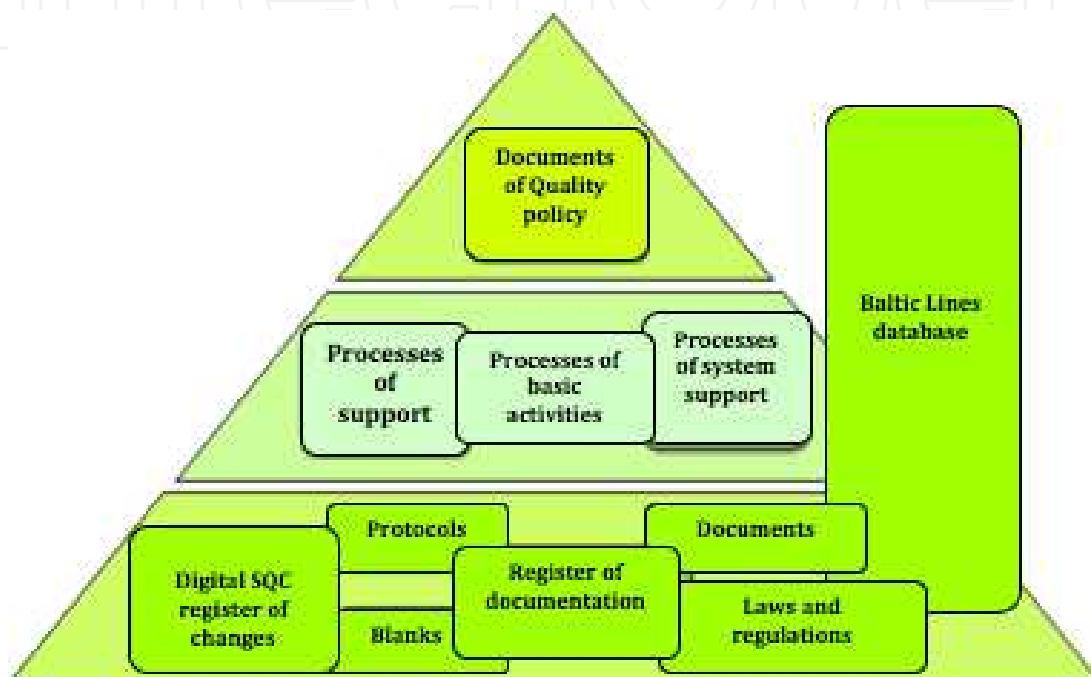 Documents
of Quality
policy
Baltic Lines
database
Processes
of
support
Processes of
basic
activities
Processes
of system
support
Protocols
Documents
Digital SQC
register of
changes
Register of
documentation
Blanks
Laws and
regulations